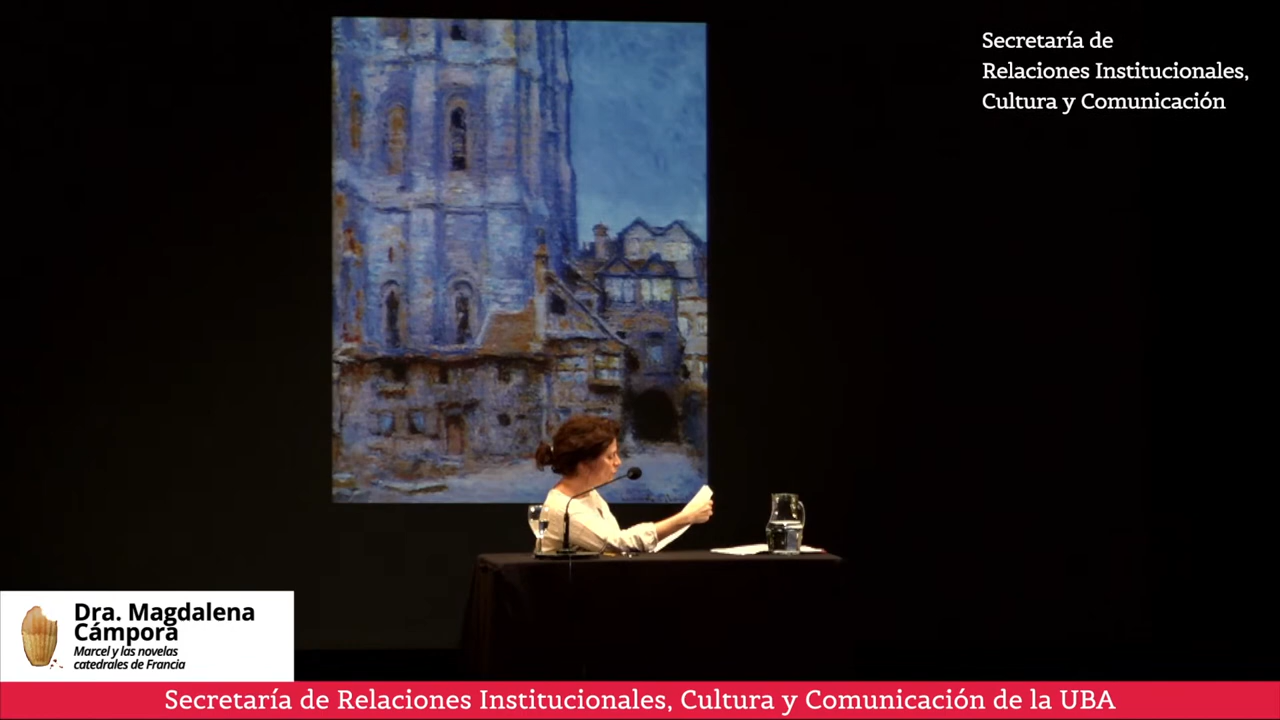 Secretaría de
Relaciones Institucionales,
Cultura y Comunicación
Dra. Magdalena
Cámpora
Marcel y las novelas
catedrales de Francia
Secretaría de Relaciones Institucionales, Cultura y Comunicación de la UBA